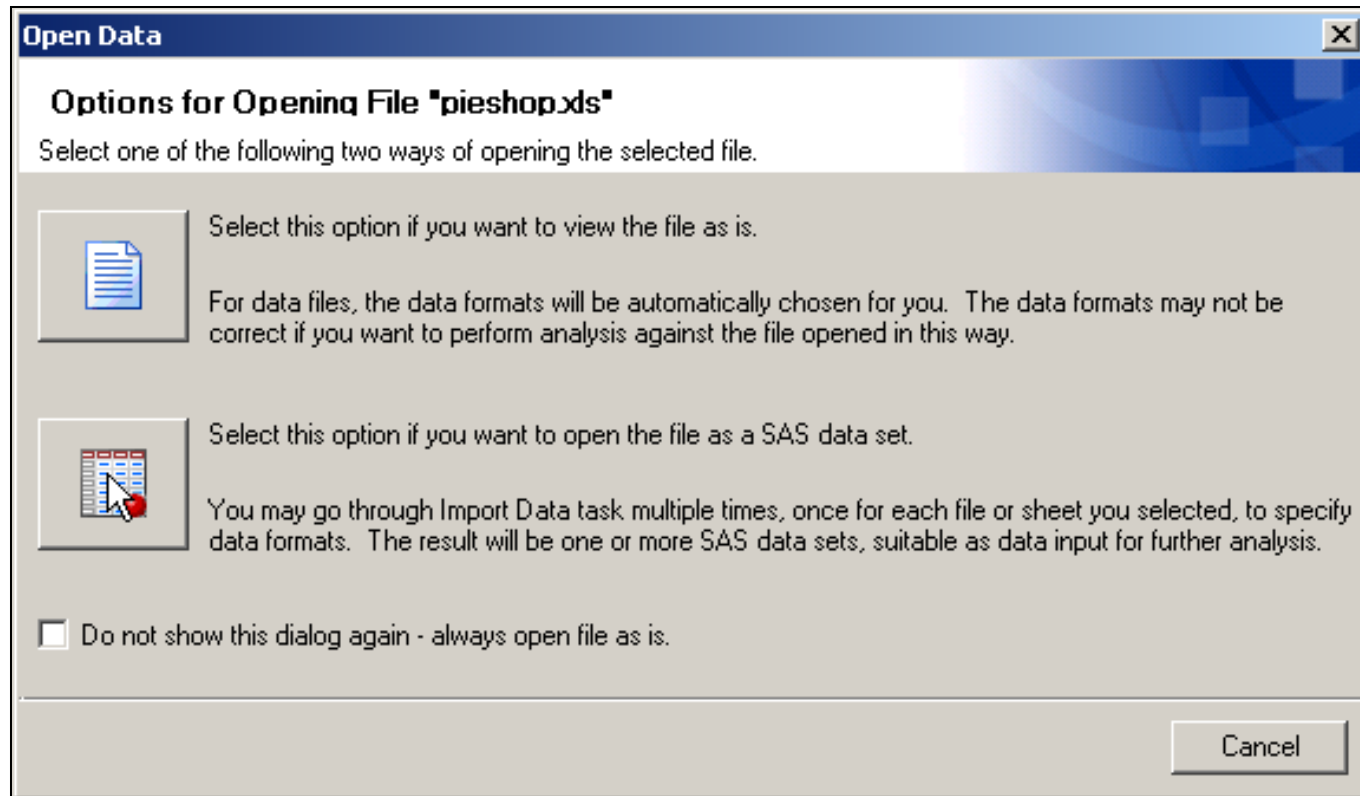 Open Data
Options for Opening File "pieshop.xls"
Select one of the following two ways of opening the selected file.
Select this option if you want to view the file as is.
For data files, the data formats will be automatically chosen for you.  The data formats may not be
correct if you want to perform analysis against the file opened in this way.
Select this option if you want to open the file as a SAS data set.
You may go through Import Data task multiple times, once for each file or sheet you selected, to specify
data formats.  The result will be one or more SAS data sets, suitable as data input for further analysis.
Do not show this dialog again - always open file as is.
Cancel